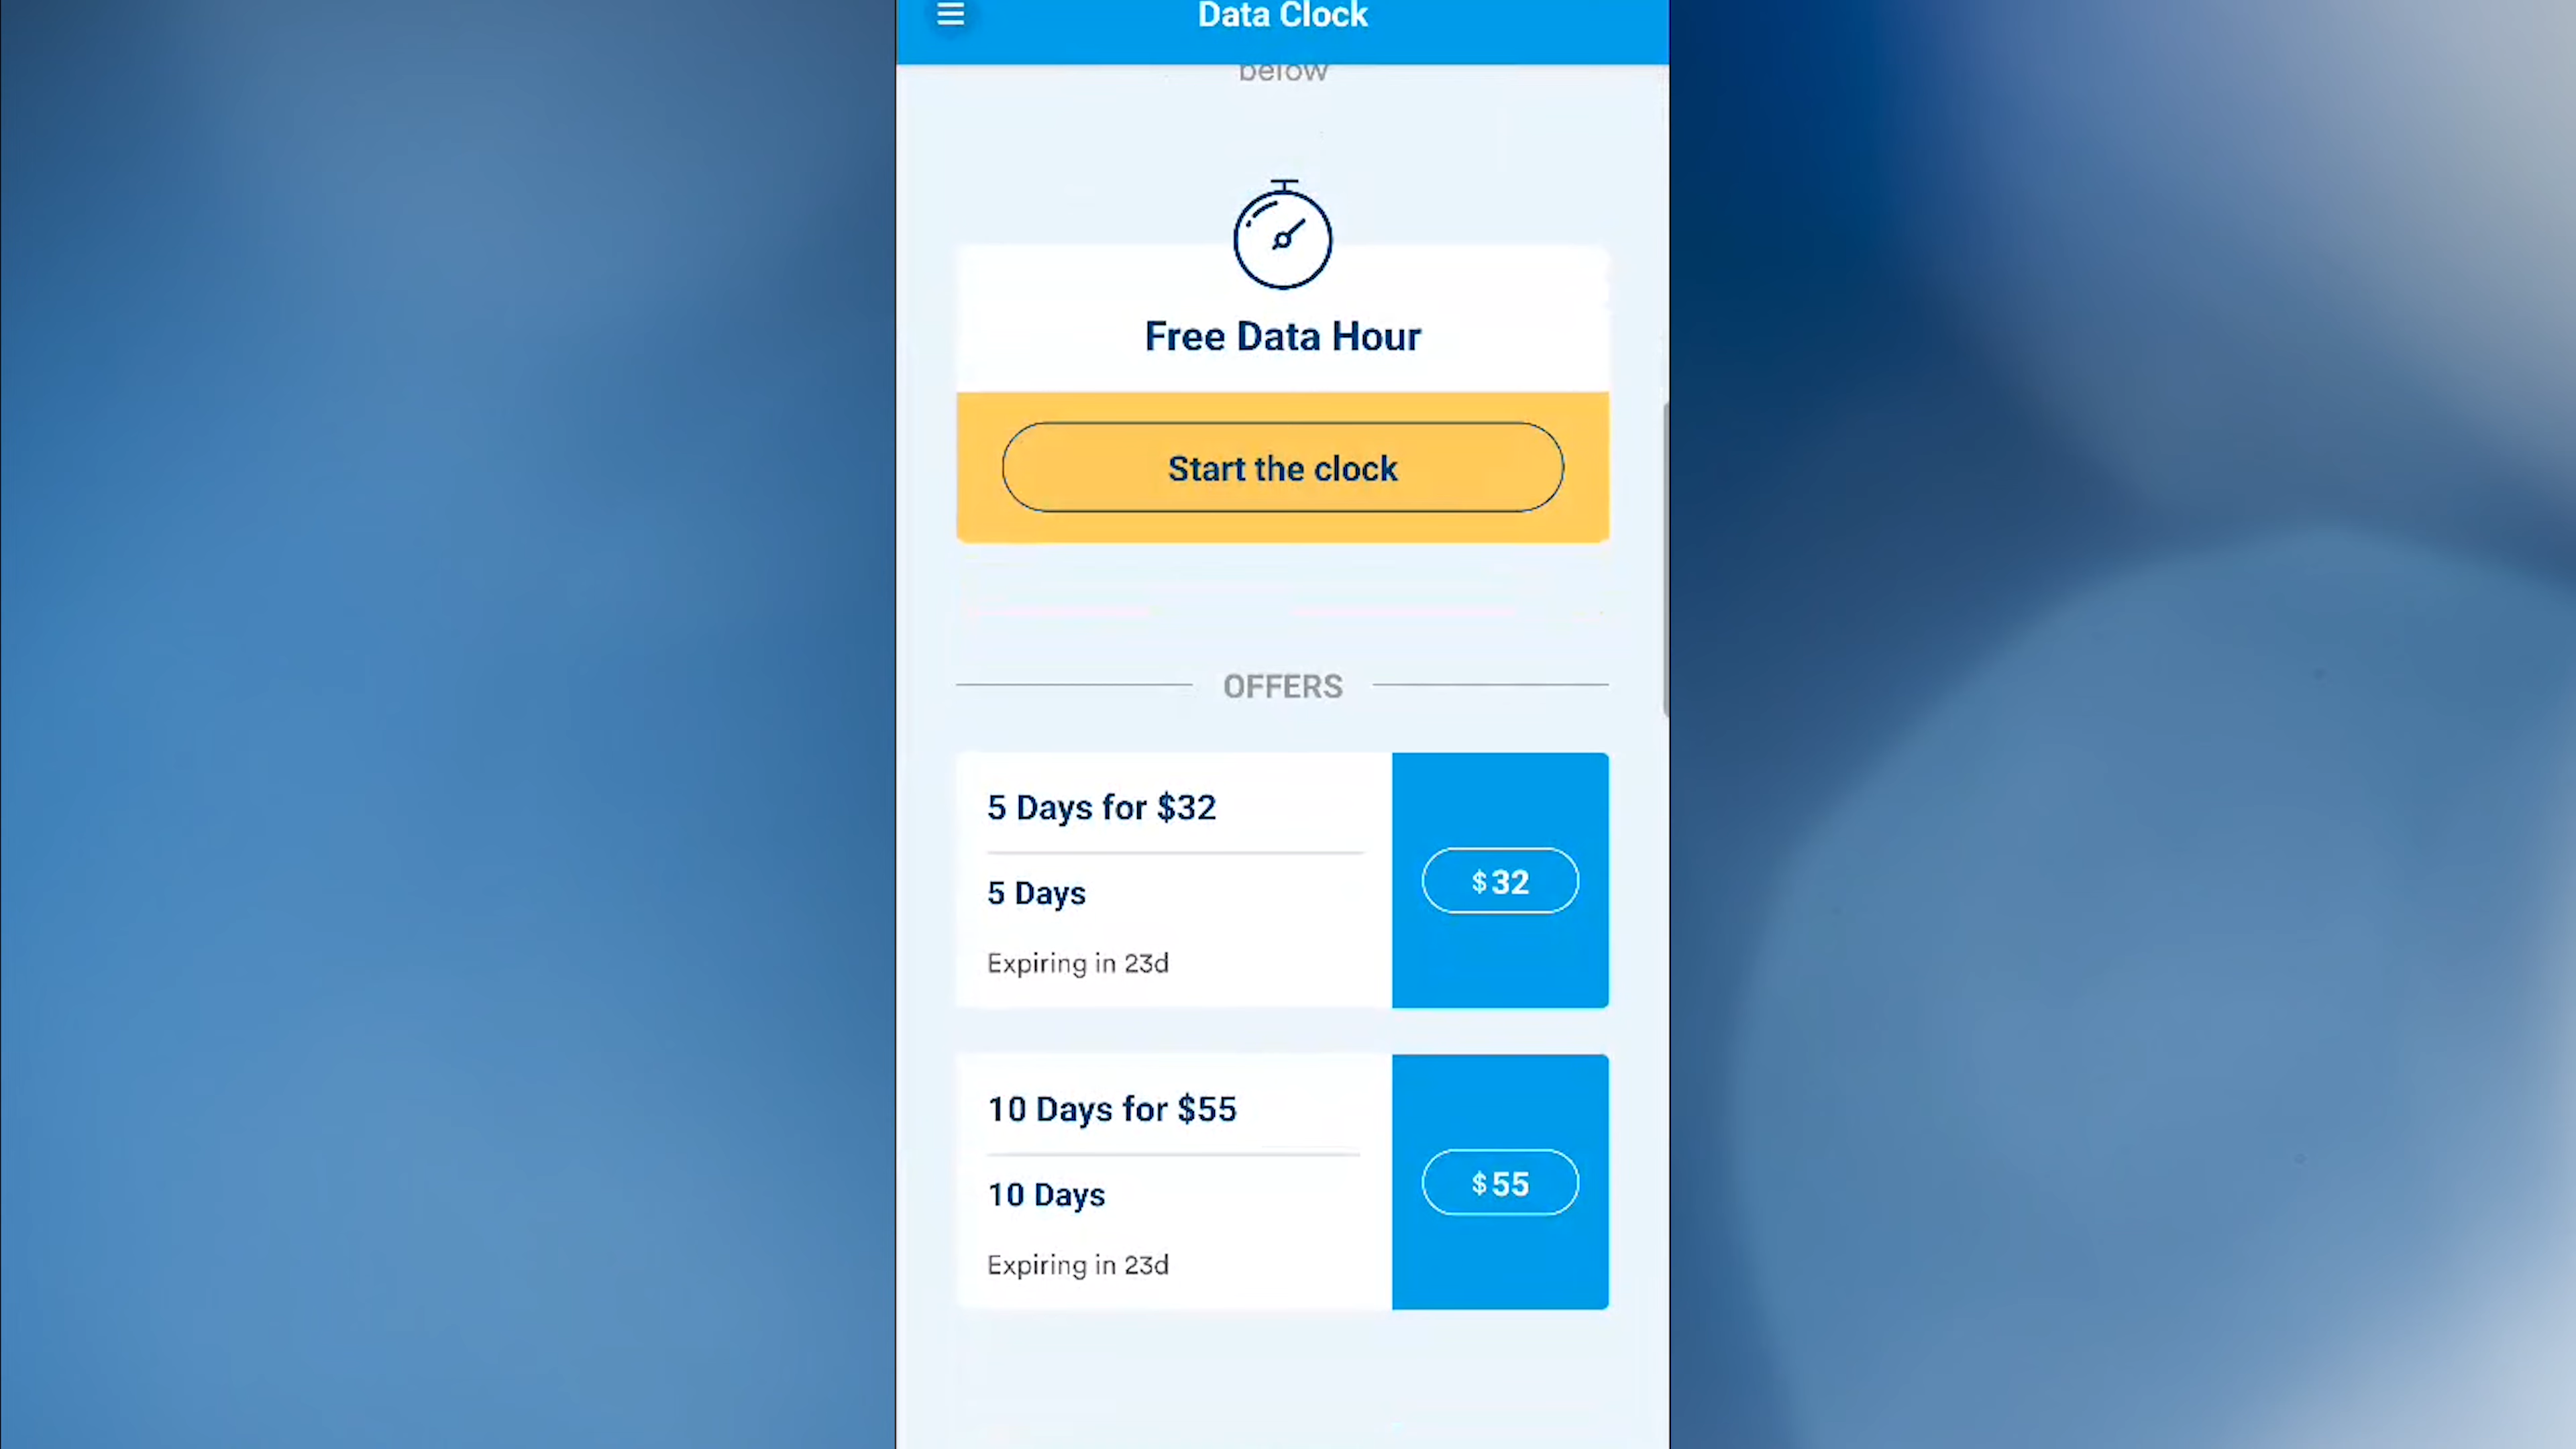 Data Clock
below
Free Data Hour
Start the clock
OFFERS
5 Days for $32
5 Days
Expiring in 23d
$32
10 Days for $55
10 Days
Expiring in 23d
$55